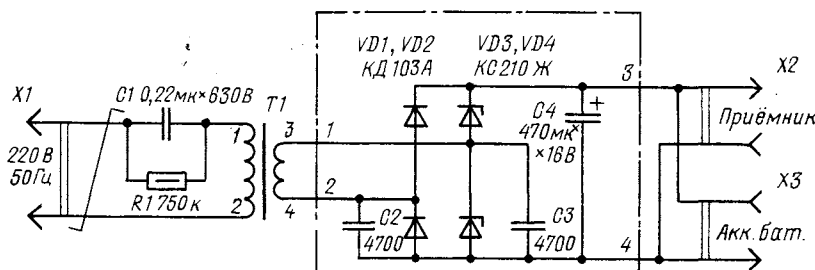 VD1, VD2
КД103А
VD3, VD4
КС210Ж
X1
C1 0,22мк×630В
T1
3
1
3
X2
C4
+
470мк×
×16В
Приёмник
220В
50Гц
1
R1 750к
2
2
4
C2
4700
C3
4700
4
X3
Акк.бат.